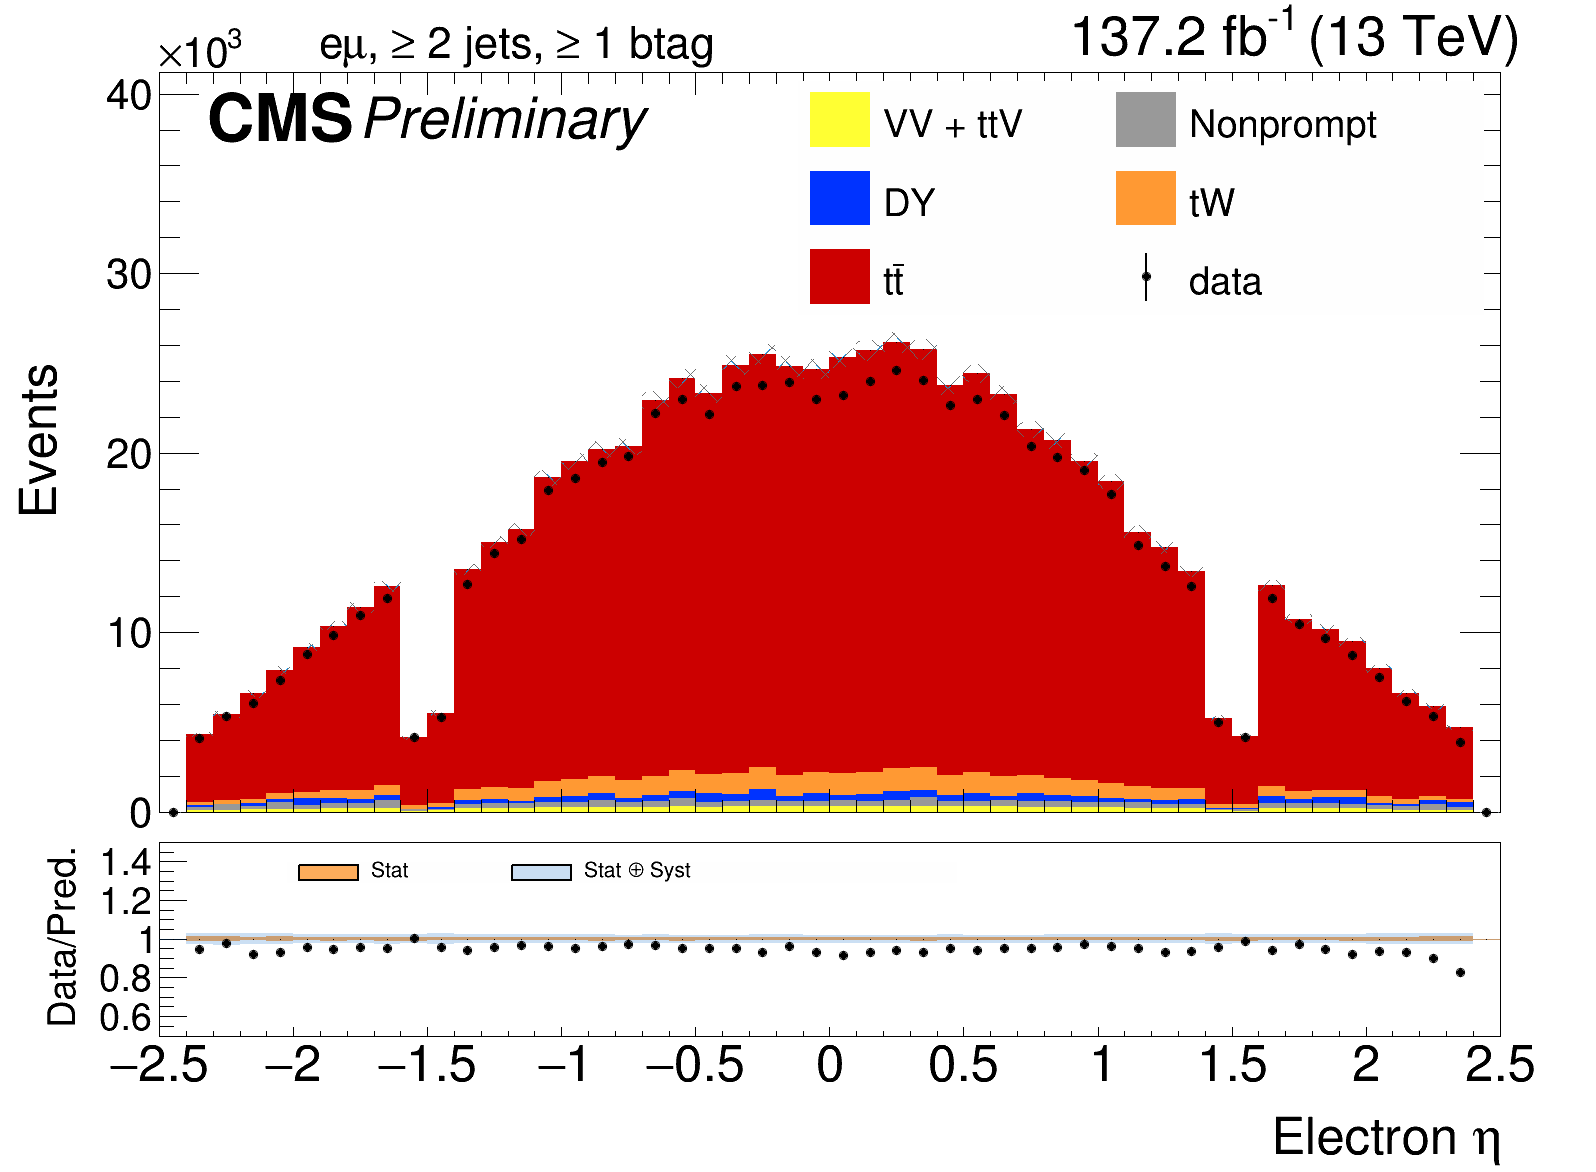 ×10³ eμ, ≥ 2 jets, ≥ 1 btag 137.2 fb⁻¹ (13 TeV)
CMS Preliminary
VV + ttV Nonprompt
DY tW
tt̄ data
Events
40
30
20
10
0
Data/Pred.
Stat Stat ⊕ Syst
1.4
1.2
1
0.8
0.6
−2.5 −2 −1.5 −1 −0.5 0 0.5 1 1.5 2 2.5
Electron η